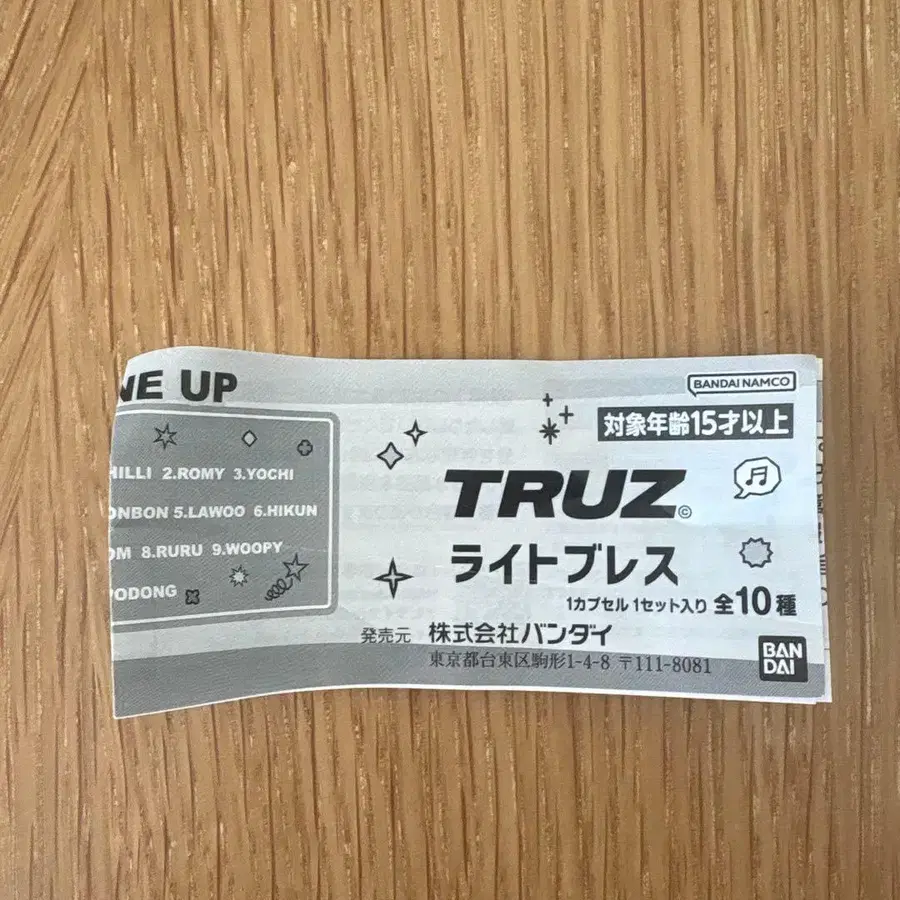 NE UP
HILLI 2.ROMY 3.YOCHI
ONBON 5.LAWOO 6.HIKUN
OM 8.RURU 9.WOOPY
PODONG
BANDAI NAMCO
対象年齢15才以上
TRUZ©
ライトブレス
1カプセル 1セット入り 全10種
発売元 株式会社バンダイ
東京都台東区駒形1-4-8 〒111-8081
BAN
DAI